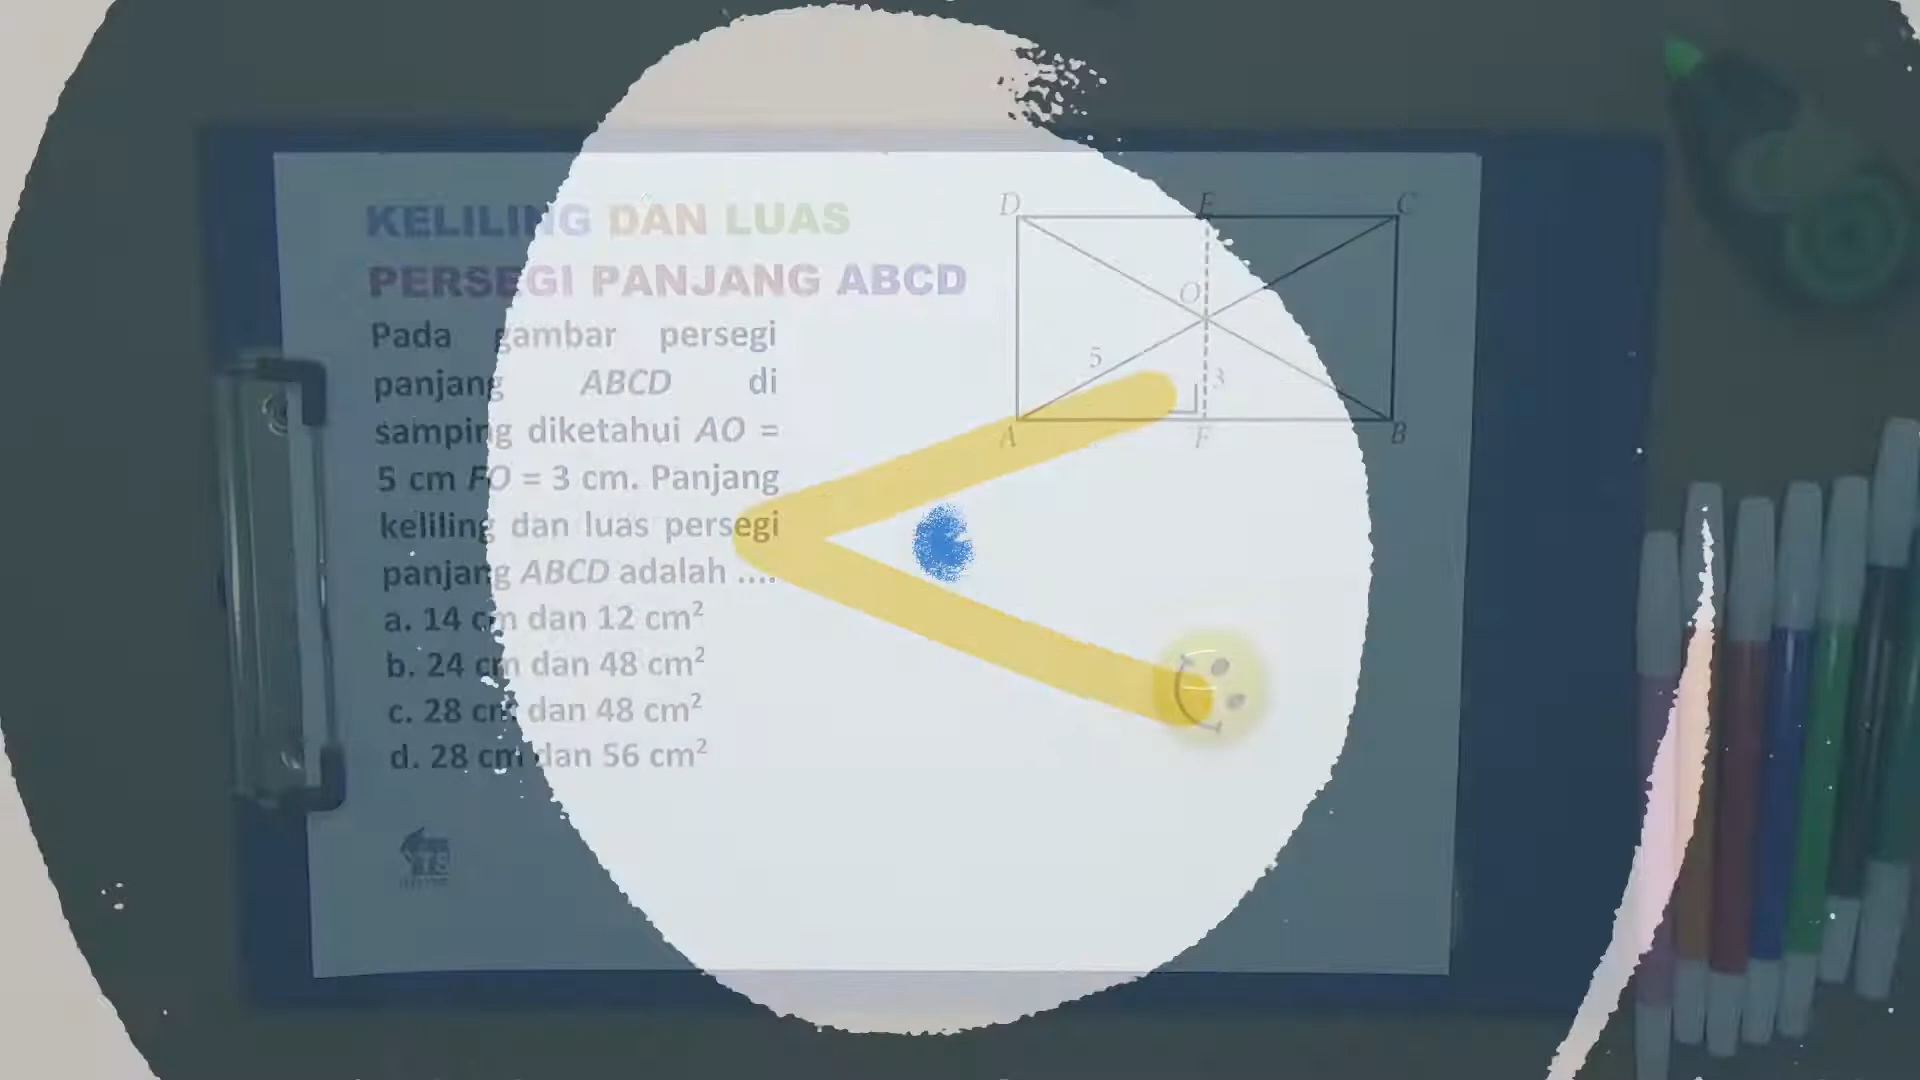 KELILING DAN LUAS
PERSEGI PANJANG ABCD
Pada gambar persegi
panjang ABCD di
samping diketahui AO =
5 cm FO = 3 cm. Panjang
keliling dan luas persegi
panjang ABCD adalah ....
a. 14 cm dan 12 cm²
b. 24 cm dan 48 cm²
c. 28 cm dan 48 cm²
d. 28 cm dan 56 cm²
D E C
O
5
3
A F B